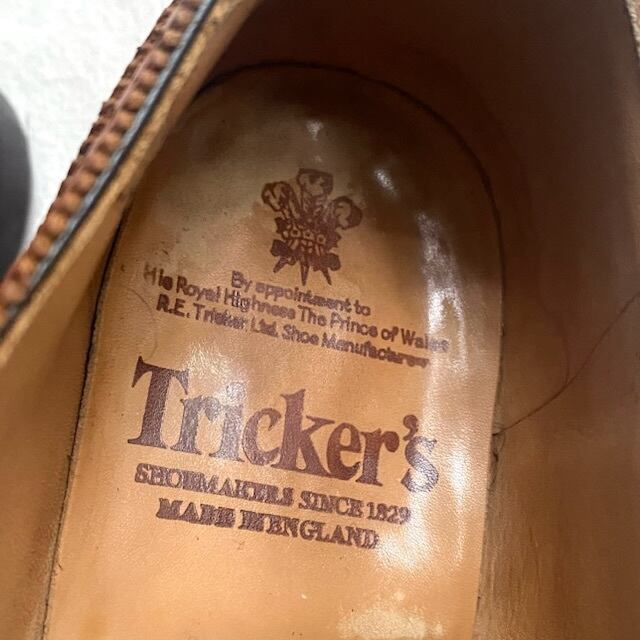 By appointment to
His Royal Highness The Prince of Wales
R.E. Tricker Ltd. Shoe Manufacturers
Tricker's
SHOEMAKERS SINCE 1829
MADE IN ENGLAND